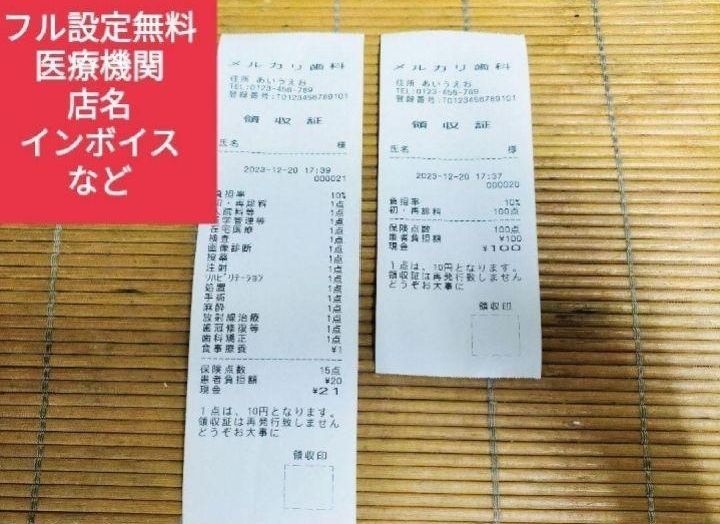 フル設定無料
医療機関
店名
インボイス
など
メルカリ歯科
住所 あいうえお
TEL:0123-456-789
登録番号:T0123456789101
領収証
氏名 様
2023-12-20 17:39
000021
負担率 10%
初・再診料 1点
入院料等 1点
医学管理等 1点
在宅医療 1点
検査 1点
画像診断 1点
投薬 1点
注射 1点
リハビリテーション 1点
処置 1点
手術 1点
麻酔 1点
放射線治療 1点
歯冠修復等 1点
歯科矯正 1点
食事療養 ¥1
保険点数 15点
患者負担額 ¥20
現金 ¥21
1点は、10円となります。
領収証は再発行致しません
どうぞお大事に
領収印
メルカリ歯科
住所 あいうえお
TEL:0123-456-789
登録番号:T0123456789101
領収証
氏名 様
2023-12-20 17:37
000020
負担率 10%
初・再診料 100点
保険点数 100点
患者負担額 ¥100
現金 ¥100
1点は、10円となります。
領収証は再発行致しません
どうぞお大事に
領収印